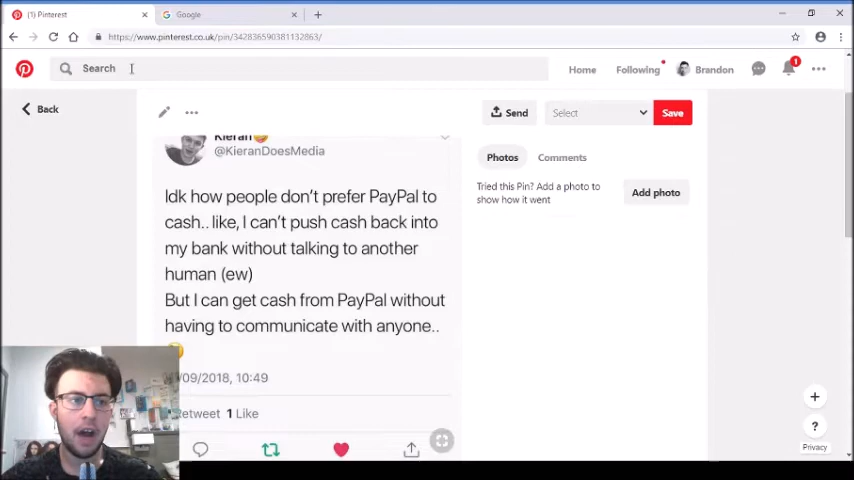 (1) Pinterest
Google
https://www.pinterest.co.uk/pin/342836590381132863/
Search
Home
Following
Brandon
1
Back
Send
Select
Save
Kieran
@KieranDoesMedia
Photos
Comments
Tried this Pin? Add a photo to
show how it went
Add photo
Idk how people don't prefer PayPal to
cash.. like, I can't push cash back into
my bank without talking to another
human (ew)
But I can get cash from PayPal without
having to communicate with anyone..
/09/2018, 10:49
Retweet 1 Like
?
Privacy